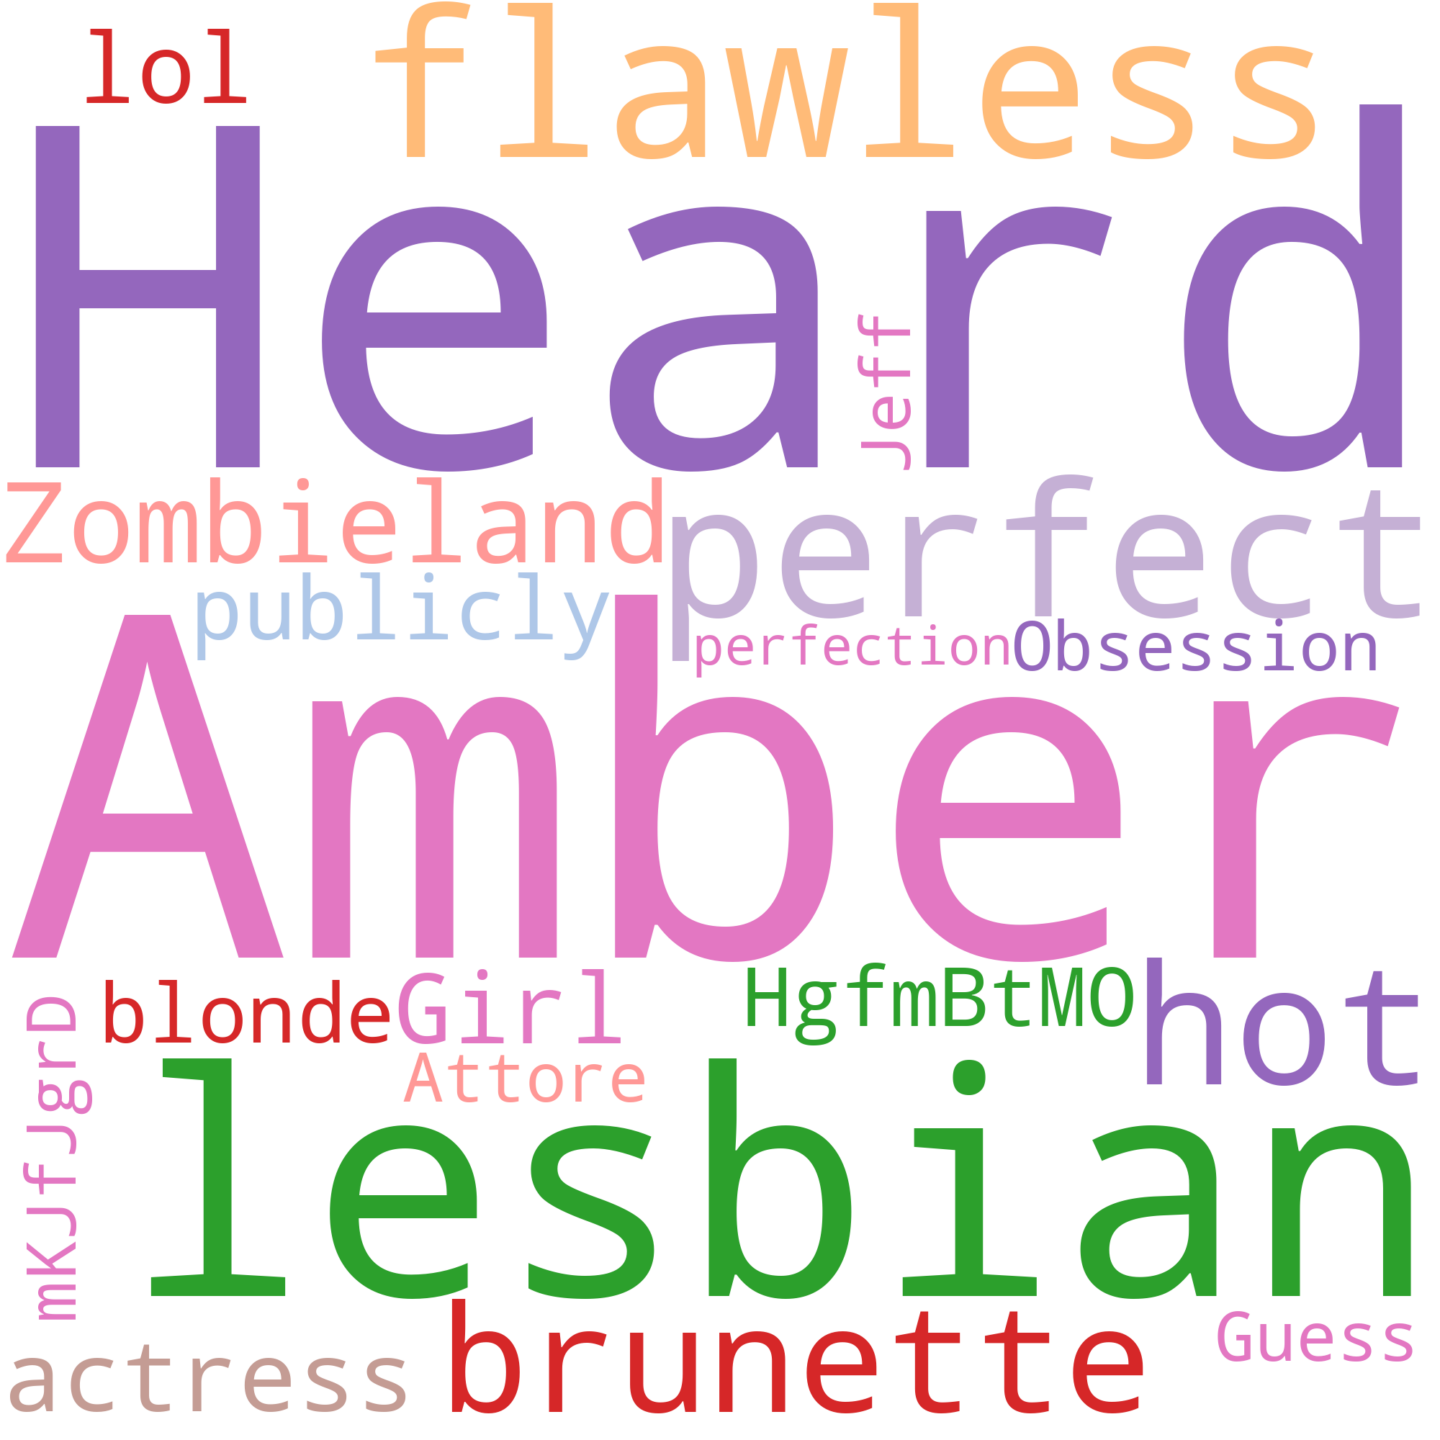 lol
flawless
Heard
Jeff
Zombieland
perfect
publicly
perfection
Obsession
Amber
blonde
Girl
HgfmBtMO
hot
mKJfJgrD
Attore
lesbian
actress
brunette
Guess